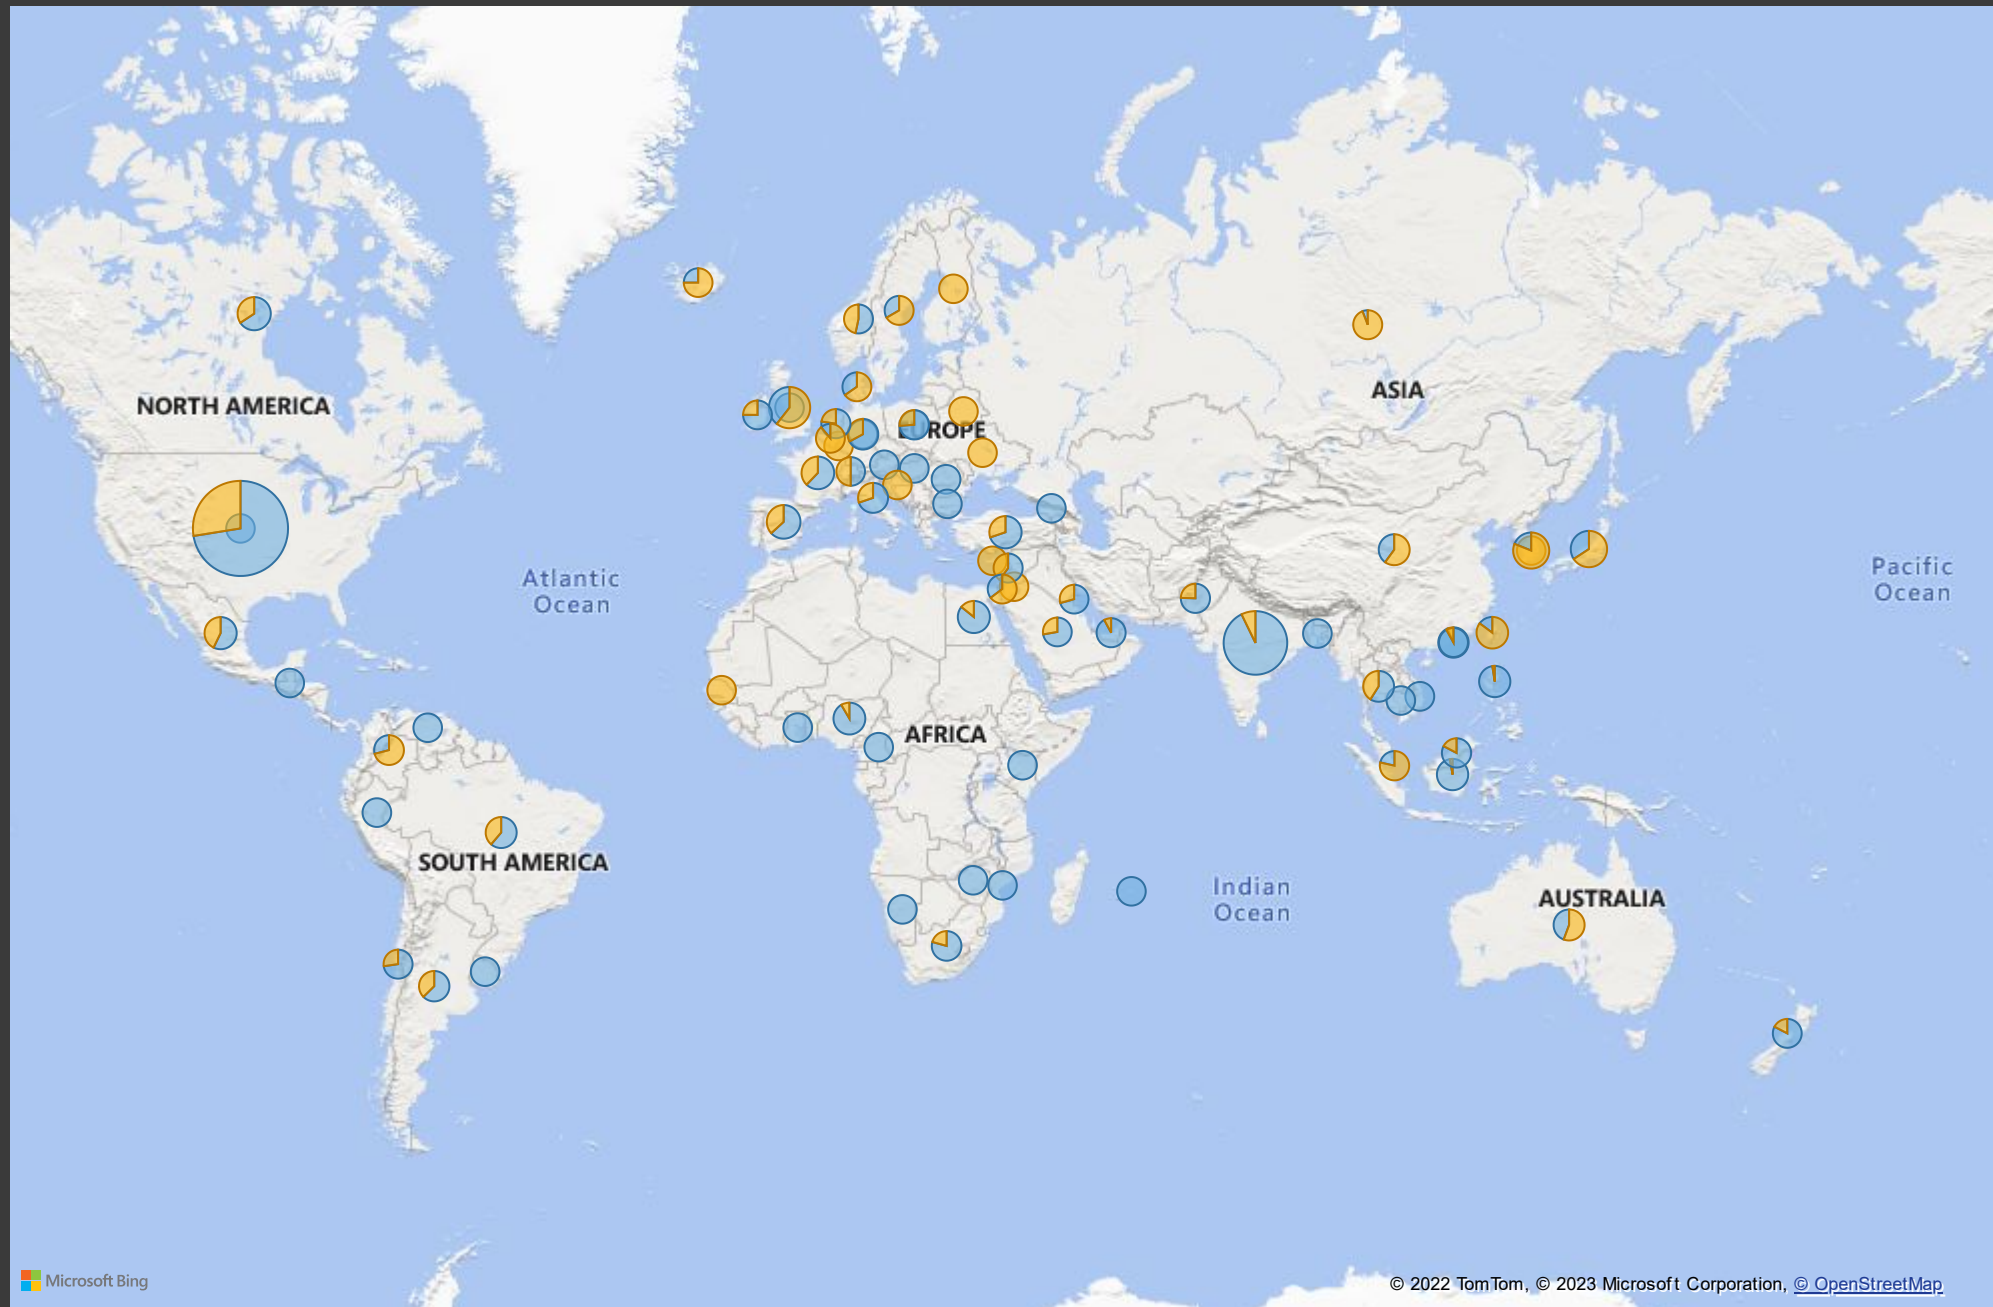 NORTH AMERICA
ASIA
EUROPE
Atlantic
Ocean
Pacific
Ocean
AFRICA
SOUTH AMERICA
Indian
Ocean
AUSTRALIA
Microsoft Bing
© 2022 TomTom, © 2023 Microsoft Corporation, © OpenStreetMap